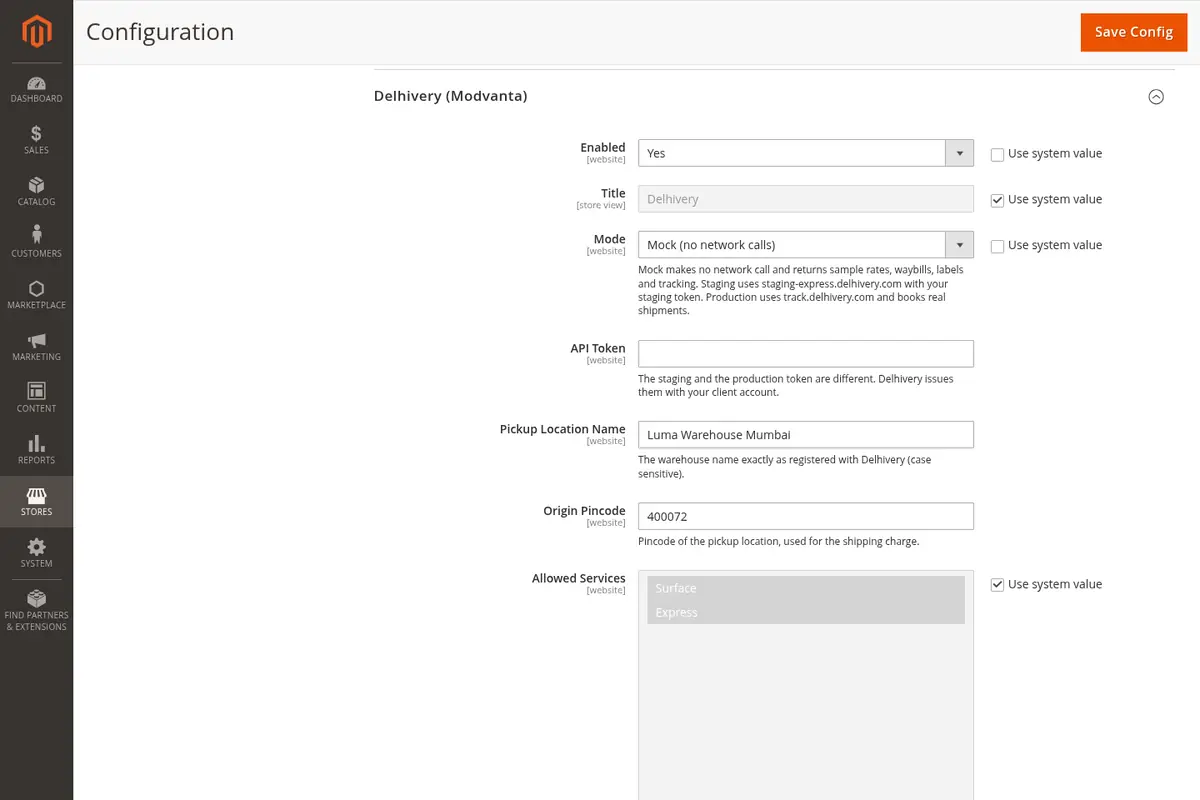 Configuration
Save Config
DASHBOARD
SALES
CATALOG
CUSTOMERS
MARKETPLACE
MARKETING
CONTENT
REPORTS
STORES
SYSTEM
FIND PARTNERS
& EXTENSIONS
Delhivery (Modvanta)
Enabled
[website]
Yes
Use system value
Title
[store view]
Delhivery
Use system value
Mode
[website]
Mock (no network calls)
Use system value
Mock makes no network call and returns sample rates, waybills, labels
and tracking. Staging uses staging-express.delhivery.com with your
staging token. Production uses track.delhivery.com and books real
shipments.
API Token
[website]
The staging and the production token are different. Delhivery issues
them with your client account.
Pickup Location Name
[website]
Luma Warehouse Mumbai
The warehouse name exactly as registered with Delhivery (case
sensitive).
Origin Pincode
[website]
400072
Pincode of the pickup location, used for the shipping charge.
Allowed Services
[website]
Surface
Express
Use system value